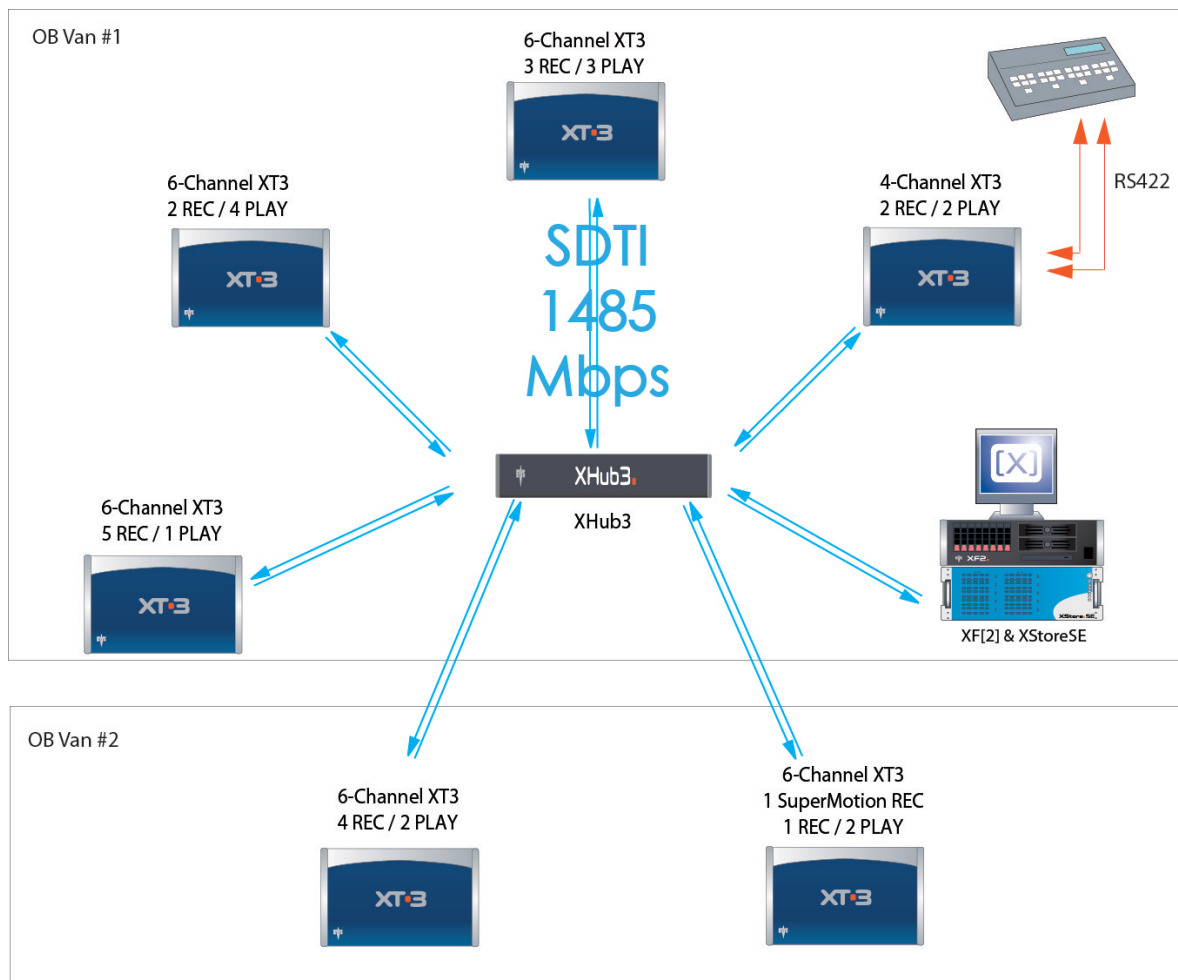 OB Van #1
6-Channel XT3
3 REC / 3 PLAY
XT3
6-Channel XT3
2 REC / 4 PLAY
XT3
4-Channel XT3
2 REC / 2 PLAY
XT3
RS422
SDTI
1485
Mbps
XHub3
XHub3
6-Channel XT3
5 REC / 1 PLAY
XT3
[X]
XF2
XStore SE
XF[2] & XStoreSE
OB Van #2
6-Channel XT3
4 REC / 2 PLAY
XT3
6-Channel XT3
1 SuperMotion REC
1 REC / 2 PLAY
XT3